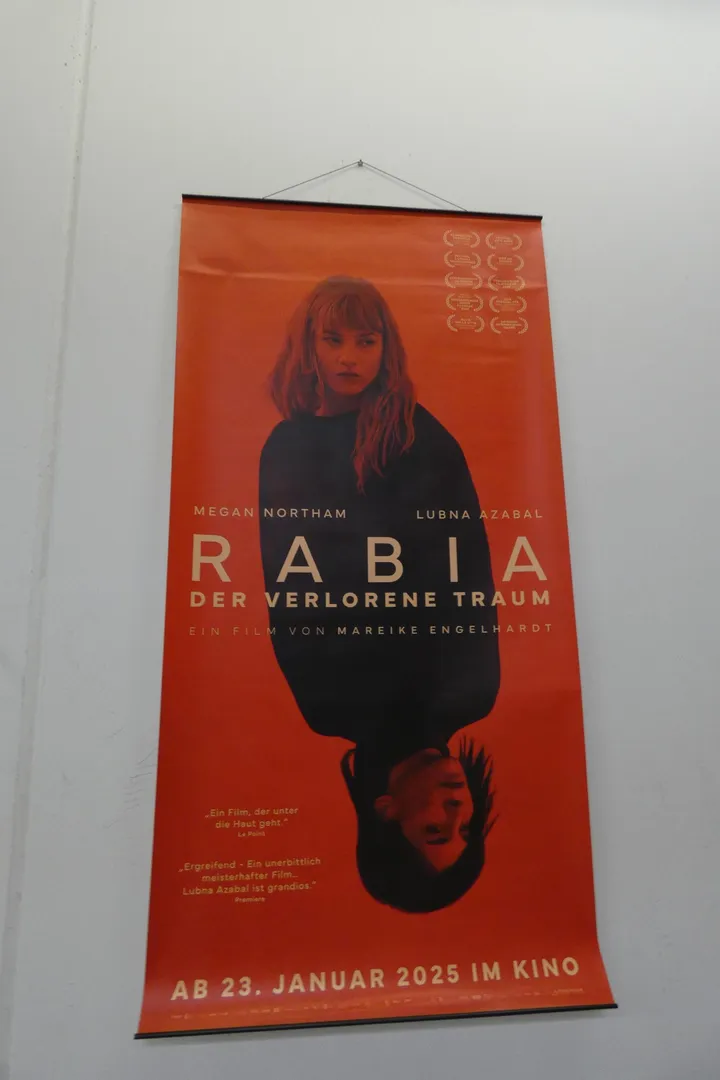 MEGAN NORTHAM LUBNA AZABAL
RABIA
DER VERLORENE TRAUM
EIN FILM VON MAREIKE ENGELHARDT
„Ein Film, der unter
die Haut geht.“
Le Point
„Ergreifend - Ein unerbittlich
meisterhafter Film..
Lubna Azabal ist grandios.“
Premiere
AB 23. JANUAR 2025 IM KINO